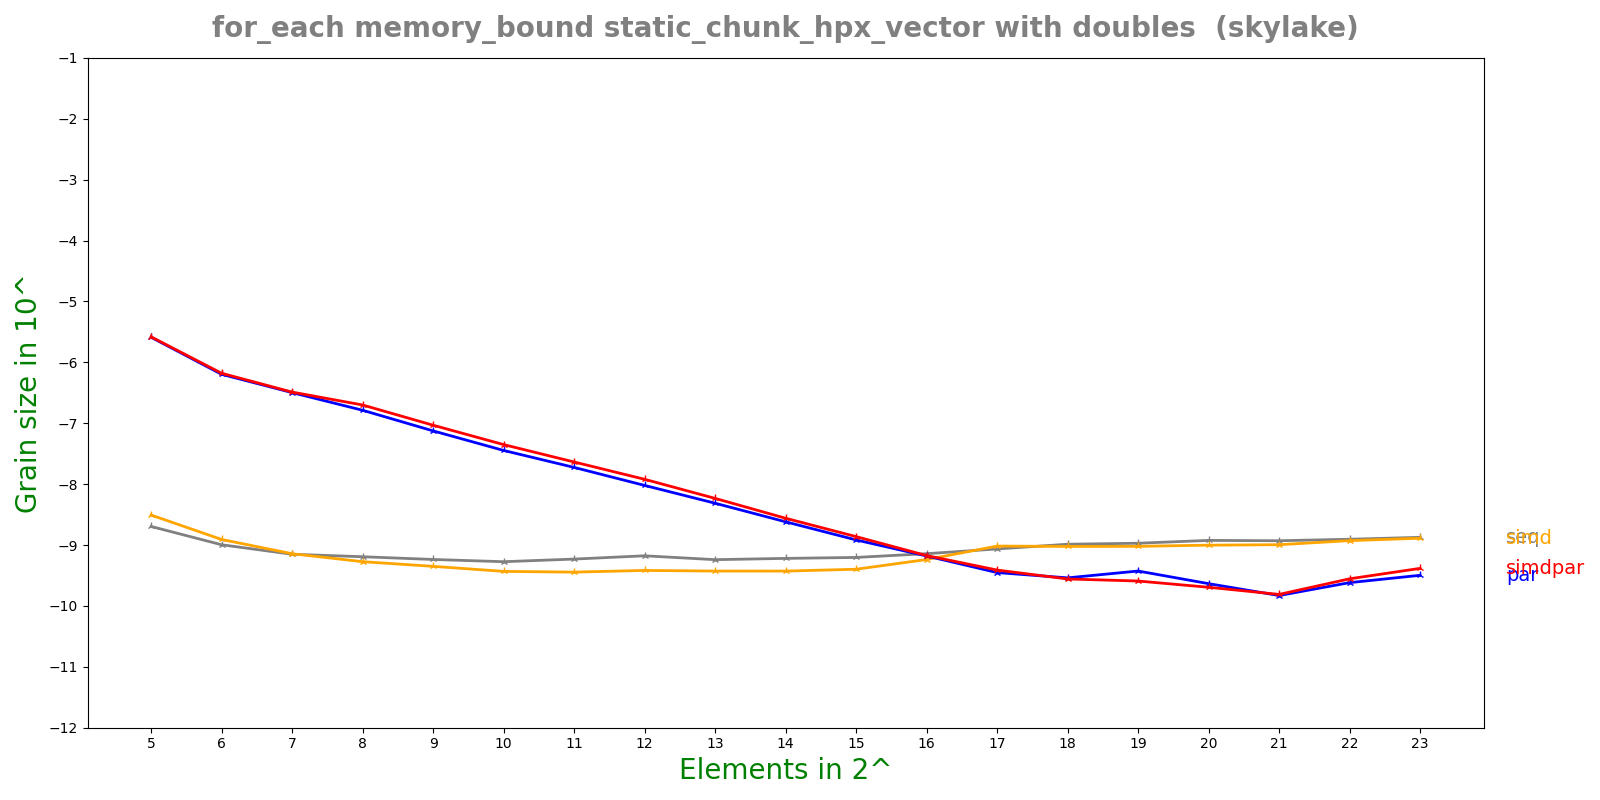 for_each memory_bound static_chunk_hpx_vector with doubles (skylake)
Grain size in 10^
−1
−2
−3
−4
−5
−6
−7
−8
−9
−10
−11
−12
5 6 7 8 9 10 11 12 13 14 15 16 17 18 19 20 21 22 23
Elements in 2^
seq
simd
simdpar
par